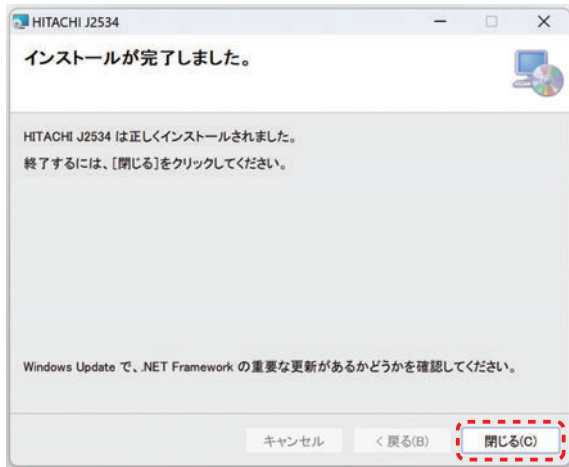 HITACHI J2534
インストールが完了しました。
HITACHI J2534 は正しくインストールされました。
終了するには、[閉じる]をクリックしてください。
Windows Update で、.NET Framework の重要な更新があるかどうかを確認してください。
キャンセル
< 戻る(B)
閉じる(C)